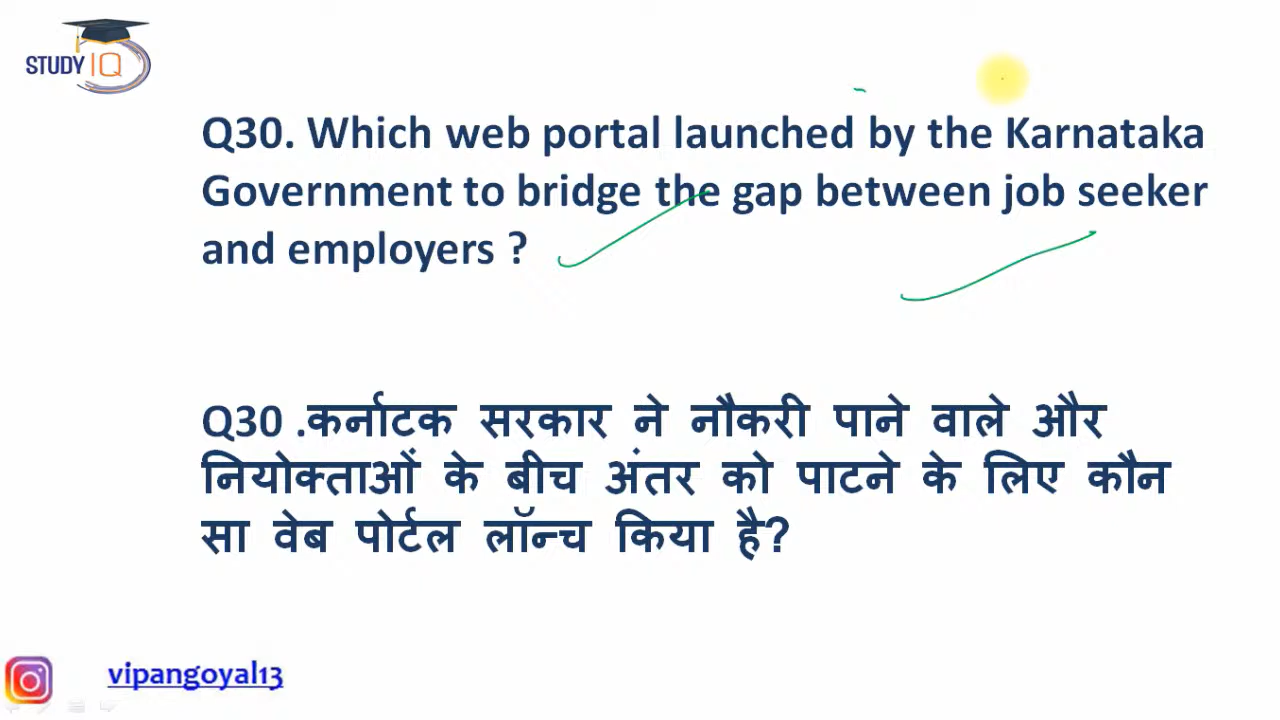 STUDY IQ
Q30. Which web portal launched by the Karnataka
Government to bridge the gap between job seeker
and employers ?
Q30 .कर्नाटक सरकार ने नौकरी पाने वाले और
नियोक्ताओं के बीच अंतर को पाटने के लिए कौन
सा वेब पोर्टल लॉन्च किया है?
vipangoyal13